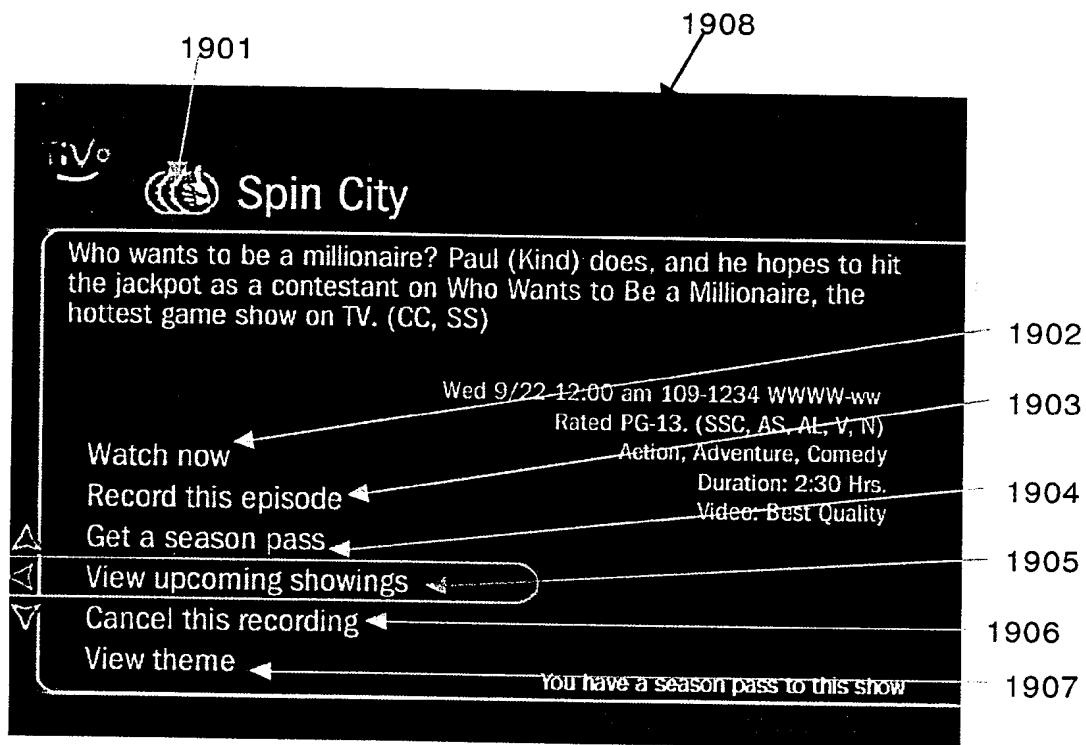 1901
1908
TiVo
Spin City
Who wants to be a millionaire? Paul (Kind) does, and he hopes to hit
the jackpot as a contestant on Who Wants to Be a Millionaire, the
hottest game show on TV. (CC, SS)
1902
Wed 9/22 12:00 am 109-1234 WWWW-ww
1903
Rated PG-13. (SSC, AS, AL, V, N)
Watch now
Action, Adventure, Comedy
Record this episode
Duration: 2:30 Hrs.
1904
Video: Best Quality
Get a season pass
View upcoming showings
1905
Cancel this recording
1906
View theme
You have a season pass to this show
1907